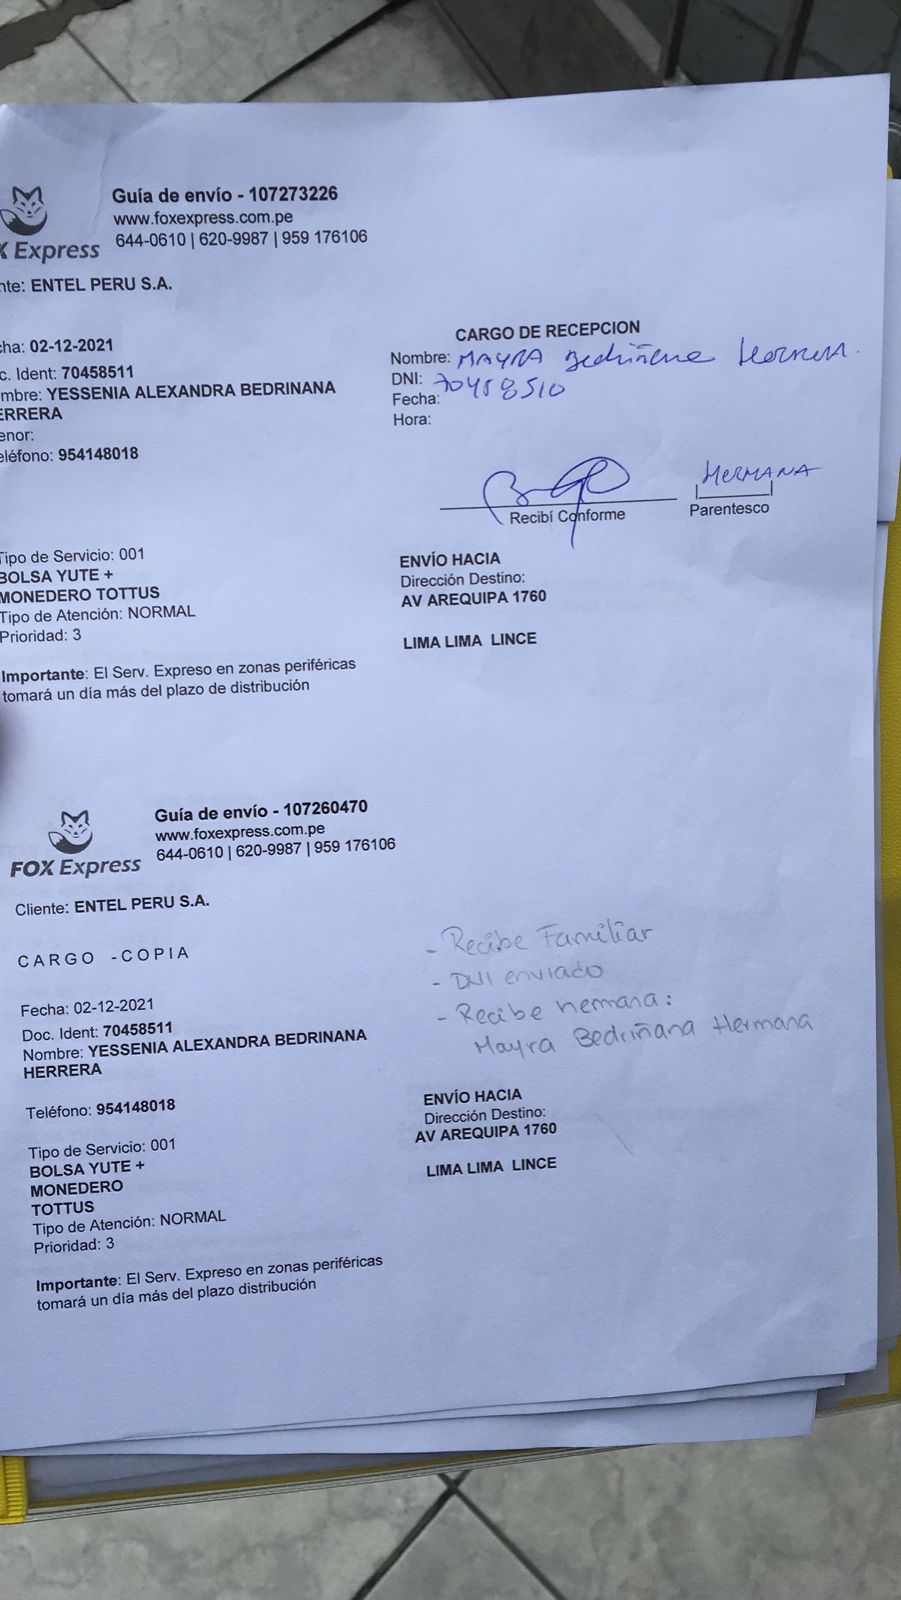 Guía de envío - 107273226
www.foxexpress.com.pe
644-0610 | 620-9987 | 959 176106
X Express
nte: ENTEL PERU S.A.
cha: 02-12-2021
c. Ident: 70458511
mbre: YESSENIA ALEXANDRA BEDRINANA
ERRERA
enor:
eléfono: 954148018
CARGO DE RECEPCION
Nombre: MAYRA Bedriñana Herrera.
DNI: 70458510
Fecha:
Hora:
HERMANA
Recibí Conforme
Parentesco
Tipo de Servicio: 001
BOLSA YUTE +
MONEDERO TOTTUS
Tipo de Atención: NORMAL
Prioridad: 3
ENVÍO HACIA
Dirección Destino:
AV AREQUIPA 1760
LIMA LIMA LINCE
Importante: El Serv. Expreso en zonas periféricas
tomará un día más del plazo de distribución
Guía de envío - 107260470
www.foxexpress.com.pe
644-0610 | 620-9987 | 959 176106
FOX Express
Cliente: ENTEL PERU S.A.
CARGO -COPIA
Fecha: 02-12-2021
Doc. Ident: 70458511
Nombre: YESSENIA ALEXANDRA BEDRINANA
HERRERA
Teléfono: 954148018
- Recibe Familiar
- DNI enviado
- Recibe hemana:
Mayra Bedriñana Hermana
ENVÍO HACIA
Dirección Destino:
AV AREQUIPA 1760
LIMA LIMA LINCE
Tipo de Servicio: 001
BOLSA YUTE +
MONEDERO
TOTTUS
Tipo de Atención: NORMAL
Prioridad: 3
Importante: El Serv. Expreso en zonas periféricas
tomará un día más del plazo distribución